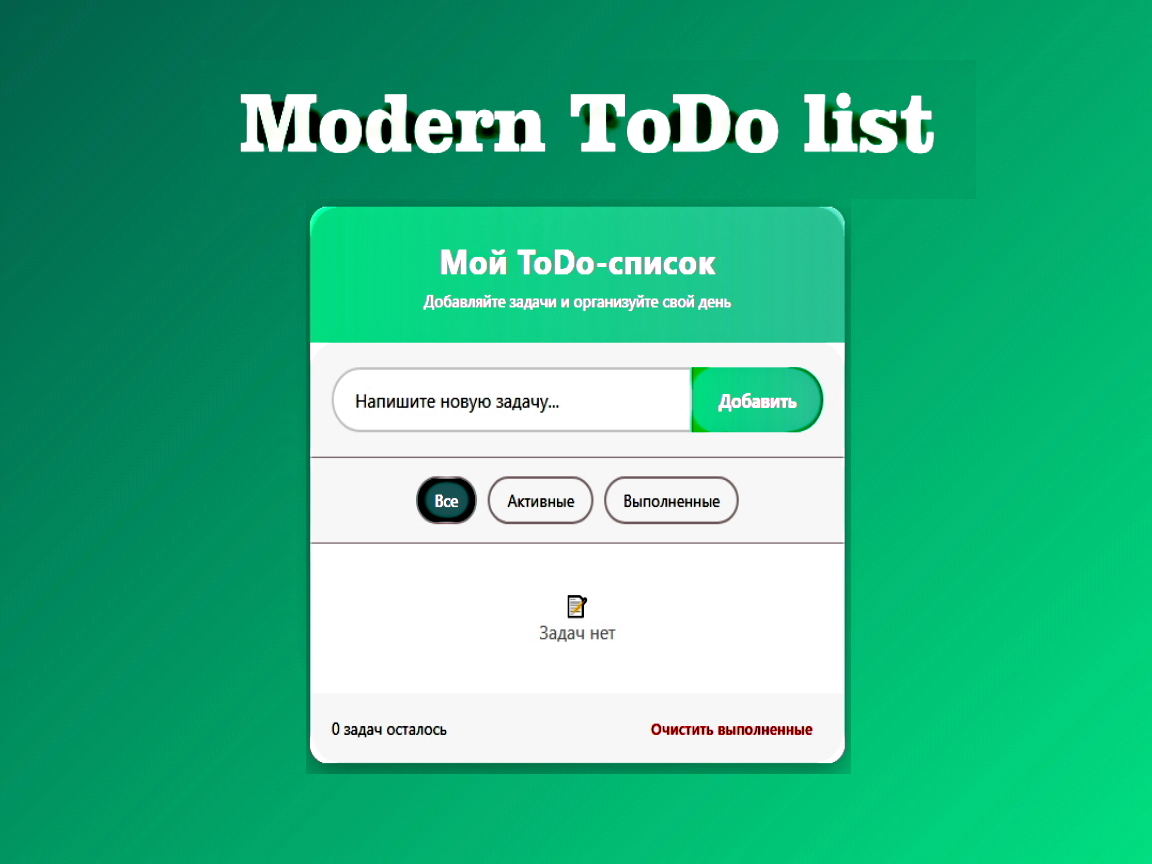 Modern ToDo list
Мой ToDo-список
Добавляйте задачи и организуйте свой день
Напишите новую задачу...
Добавить
Все
Активные
Выполненные
Задач нет
0 задач осталось
Очистить выполненные